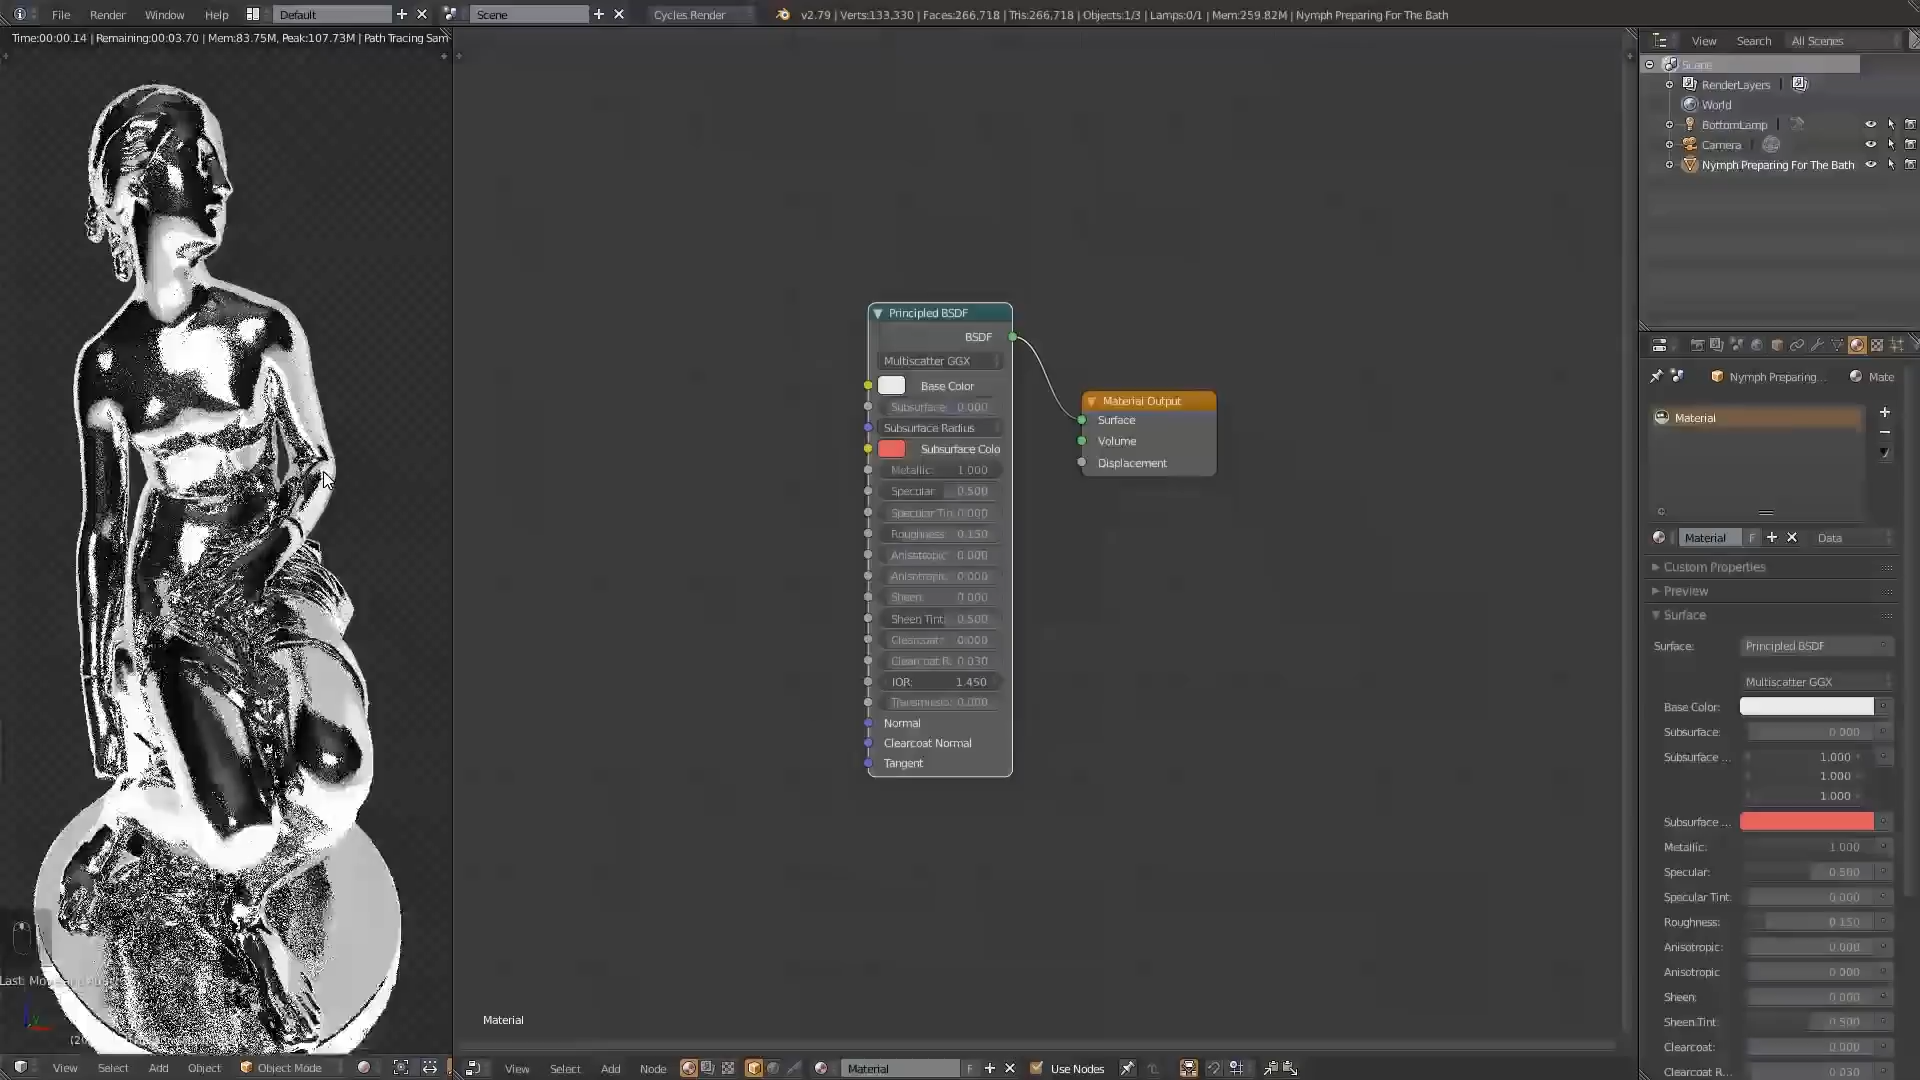 File Render Window Help Default Scene Cycles Render v2.79 | Verts:133,330 | Faces:266,718 | Tris:266,718 | Objects:1/3 | Lamps:0/1 | Mem:259.82M | Nymph Preparing For The Bath
Time:00:00.14 | Remaining:00:03.70 | Mem:83.75M, Peak:107.73M | Path Tracing Sam
View Search All Scenes
Scene
RenderLayers |
World
BottomLamp |
Camera |
Nymph Preparing For The Bath
Principled BSDF
BSDF
Multiscatter GGX
Base Color
Subsurface: 0.000
Subsurface Radius
Subsurface Colo
Metallic: 1.000
Specular: 0.500
Specular Tin: 0.000
Roughness: 0.150
Anisotropic: 0.000
Anisotropic: 0.000
Sheen: 0.000
Sheen Tint: 0.500
Clearcoat: 0.000
Clearcoat R: 0.030
IOR: 1.450
Transmissio: 0.000
Normal
Clearcoat Normal
Tangent
Material Output
Surface
Volume
Displacement
Nymph Preparing... Mate
Material
Material F Data
Custom Properties
Preview
Surface
Surface: Principled BSDF
Multiscatter GGX
Base Color:
Subsurface: 0.000
Subsurface ... 1.000
1.000
1.000
Subsurface ...
Metallic: 1.000
Specular: 0.500
Specular Tint: 0.000
Roughness: 0.150
Anisotropic: 0.000
Anisotropic 0.000
Sheen: 0.000
Sheen Tint: 0.500
Clearcoat: 0.000
Clearcoat R... 0.030
Material
View Select Add Object Object Mode
View Select Add Node Material F Use Nodes